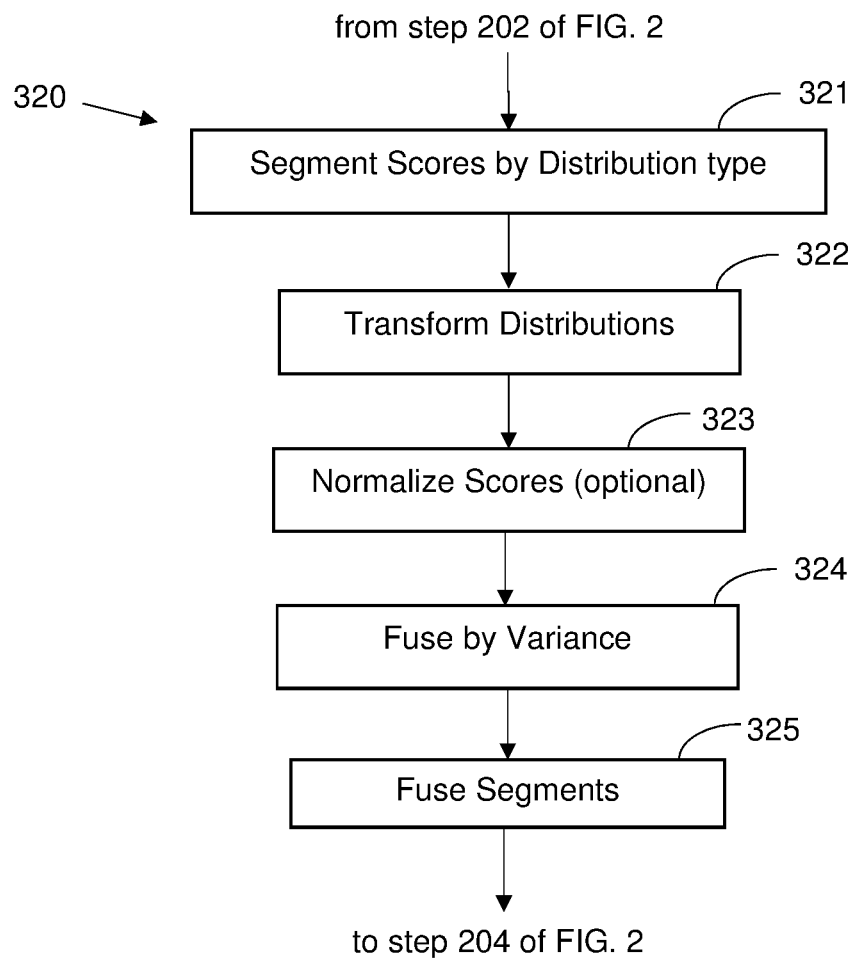 from step 202 of FIG. 2
320
321
Segment Scores by Distribution type
322
Transform Distributions
323
Normalize Scores (optional)
324
Fuse by Variance
325
Fuse Segments
to step 204 of FIG. 2